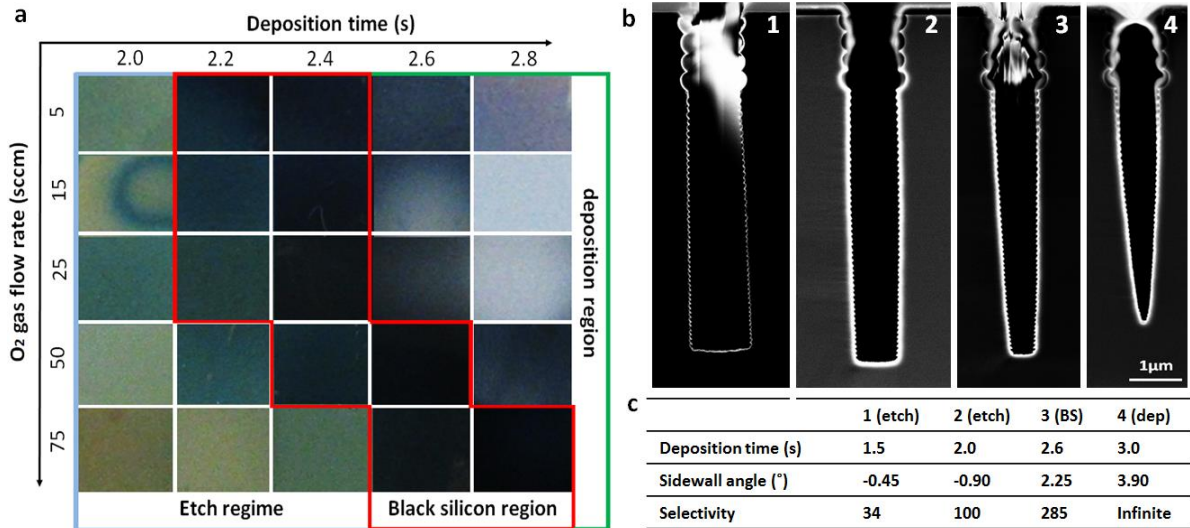 a
Deposition time (s)
2.0 2.2 2.4 2.6 2.8
O₂ gas flow rate (sccm)
5
15
25
50
75
deposition region
Etch regime
Black silicon region
b
1
2
3
4
1μm
c
1 (etch) 2 (etch) 3 (BS) 4 (dep)
Deposition time (s) 1.5 2.0 2.6 3.0
Sidewall angle (°) -0.45 -0.90 2.25 3.90
Selectivity 34 100 285 Infinite